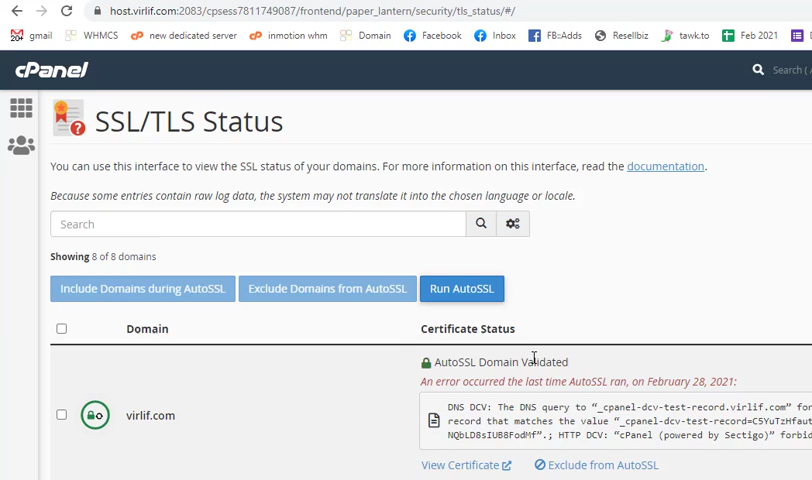 host.virlif.com:2083/cpsess7811749087/frontend/paper_lantern/security/tls_status/#/
20+ gmail WHMCS new dedicated server inmotion whm Domain Facebook Inbox FB:Adds Resellbiz tawk.to Feb 2021
cPanel Search (
SSL/TLS Status
You can use this interface to view the SSL status of your domains. For more information on this interface, read the documentation.
Because some entries contain raw log data, the system may not translate it into the chosen language or locale.
Search
Showing 8 of 8 domains
Include Domains during AutoSSL Exclude Domains from AutoSSL Run AutoSSL
Domain Certificate Status
AutoSSL Domain Validated
An error occurred the last time AutoSSL ran, on February 28, 2021:
DNS DCV: The DNS query to “_cpanel-dcv-test-record.virlif.com” for
record that matches the value “_cpanel-dcv-test-record=C5YuTzHfaut
NQbLD8sIUB8FodMf”.; HTTP DCV: “cPanel (powered by Sectigo)” forbid
virlif.com
View Certificate Exclude from AutoSSL